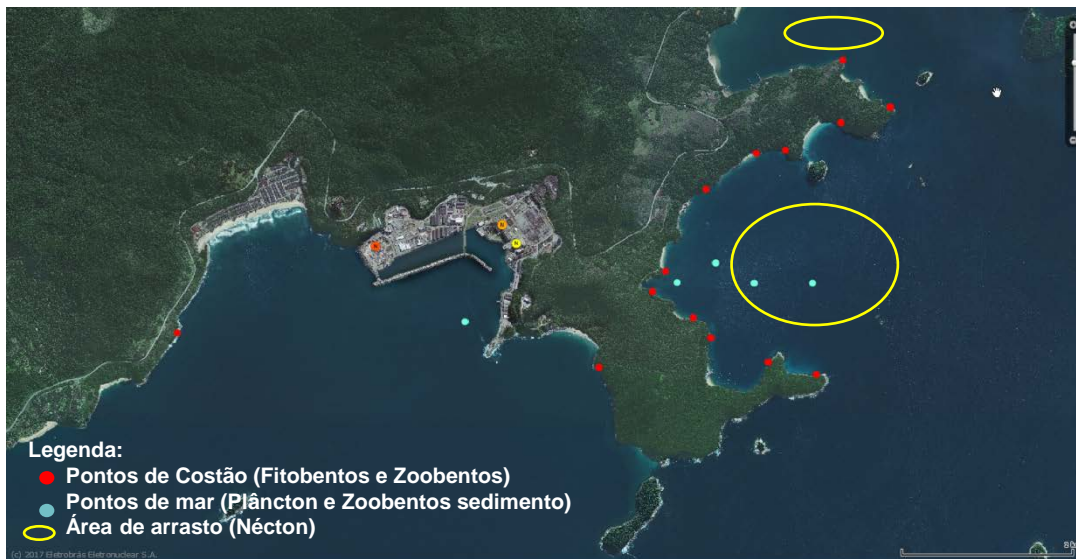 Legenda:
Pontos de Costão (Fitobentos e Zoobentos)
Pontos de mar (Plâncton e Zoobentos sedimento)
Área de arrasto (Nécton)
(c) 2017 Eletrobrás Eletronuclear S.A.